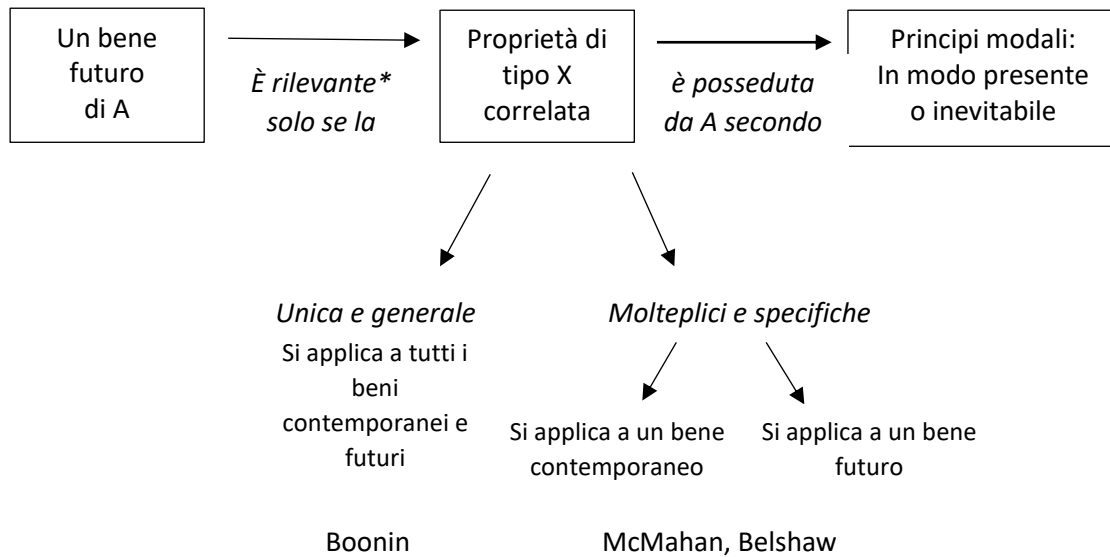 Un bene
futuro
di A
È rilevante*
solo se la
Proprietà di
tipo X
correlata
è posseduta
da A secondo
Principi modali:
In modo presente
o inevitabile
Unica e generale
Si applica a tutti i
beni
contemporanei e
futuri
Molteplici e specifiche
Si applica a un bene
contemporaneo
Si applica a un bene
futuro
Boonin
McMahan, Belshaw